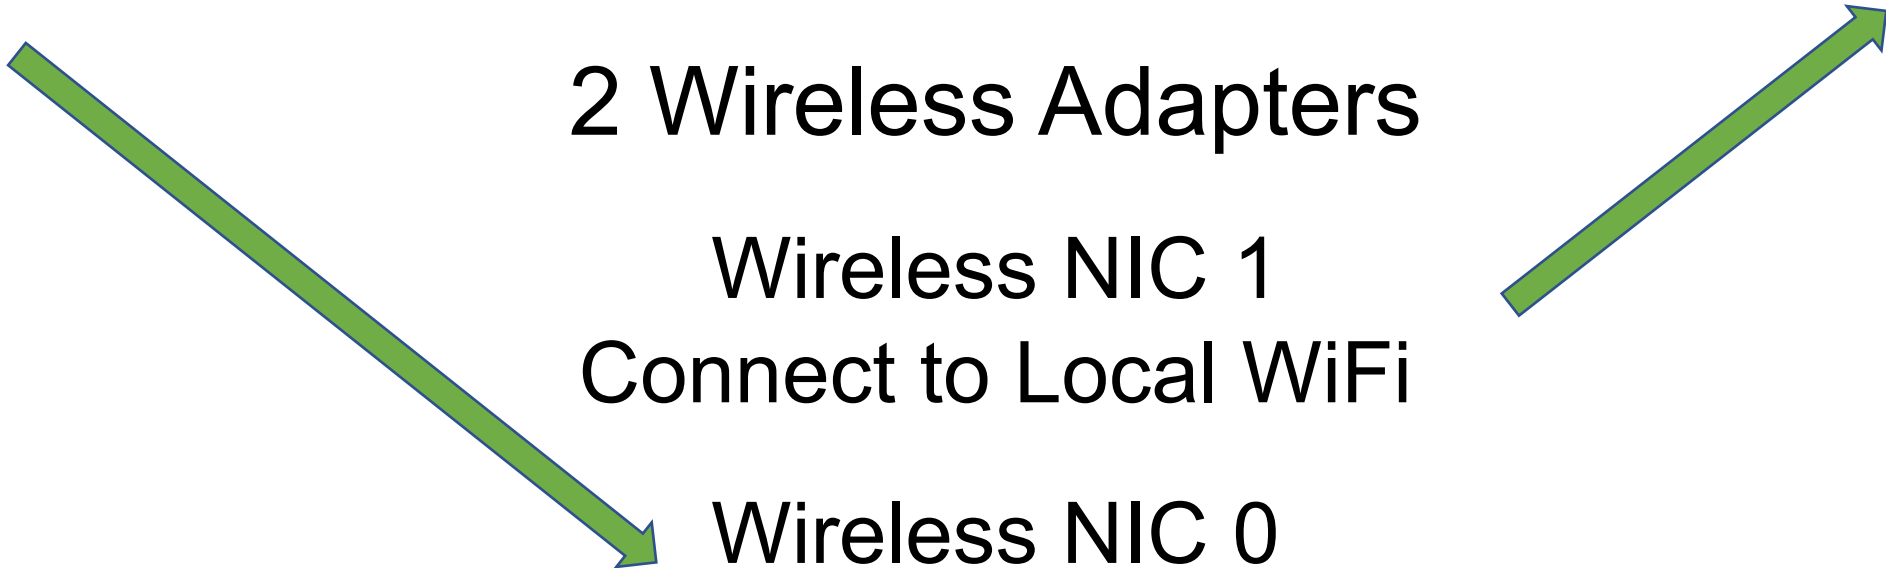 2 Wireless Adapters
Wireless NIC 1
Connect to Local WiFi
Wireless NIC 0